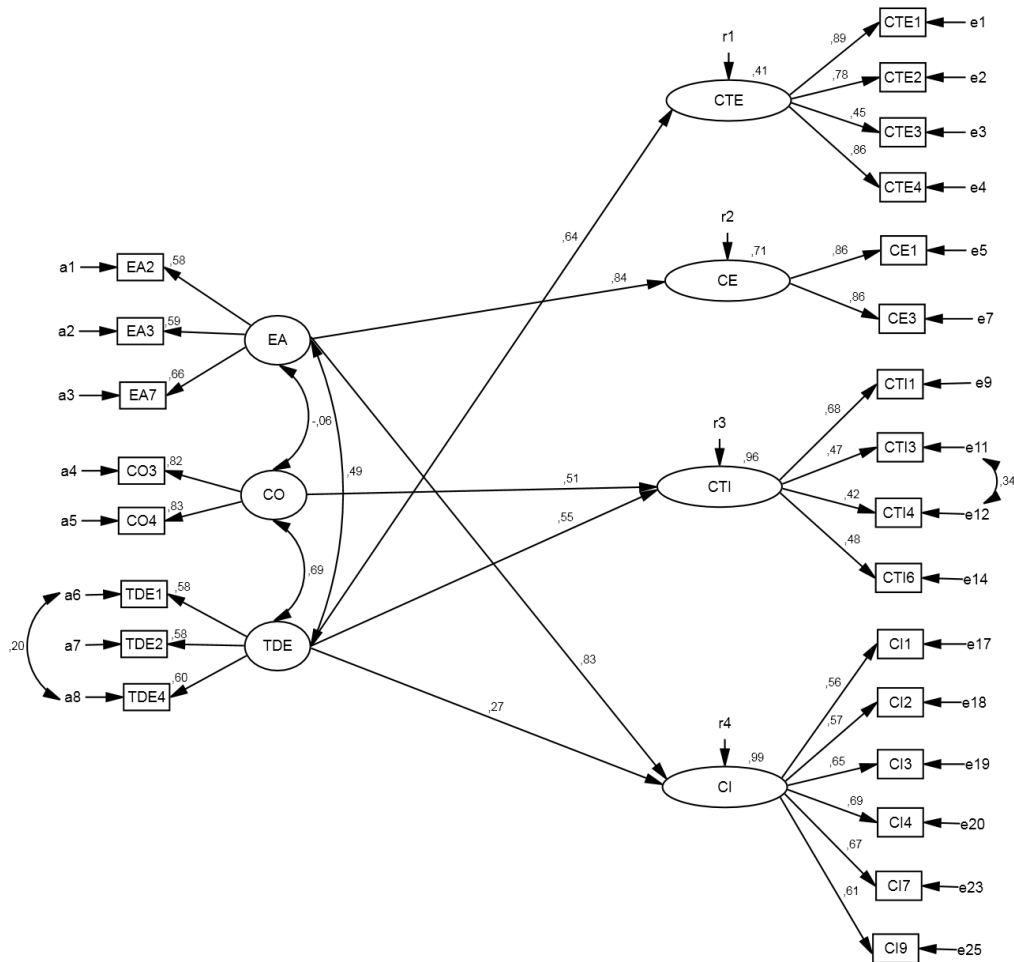 CTE1
e1
,89
r1
,41
CTE
,78
CTE2
e2
,45
CTE3
e3
,86
CTE4
e4
,64
r2
,71
CE
,84
,86
CE1
e5
,86
CE3
e7
a1
EA2
,58
a2
EA3
,59
EA
a3
EA7
,66
-,06
,49
a4
CO3
,82
CO
a5
CO4
,83
,51
,55
,69
r3
,96
CTI
,68
CTI1
e9
,47
CTI3
e11
,34
,42
CTI4
e12
,48
CTI6
e14
a6
TDE1
,58
,20
a7
TDE2
,58
TDE
a8
TDE4
,60
,83
,27
r4
,99
CI
,56
CI1
e17
,57
CI2
e18
,65
CI3
e19
,69
CI4
e20
,67
CI7
e23
,61
CI9
e25